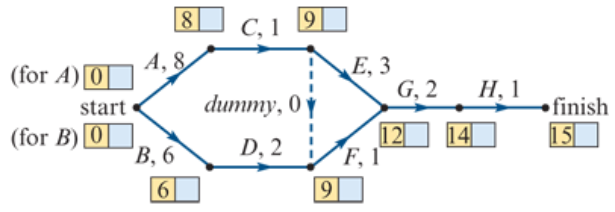 8
C, 1
9
(for A) 0
A, 8
E, 3
G, 2
H, 1
start
dummy, 0
finish
(for B) 0
B, 6
D, 2
F, 1
12
14
15
6
9